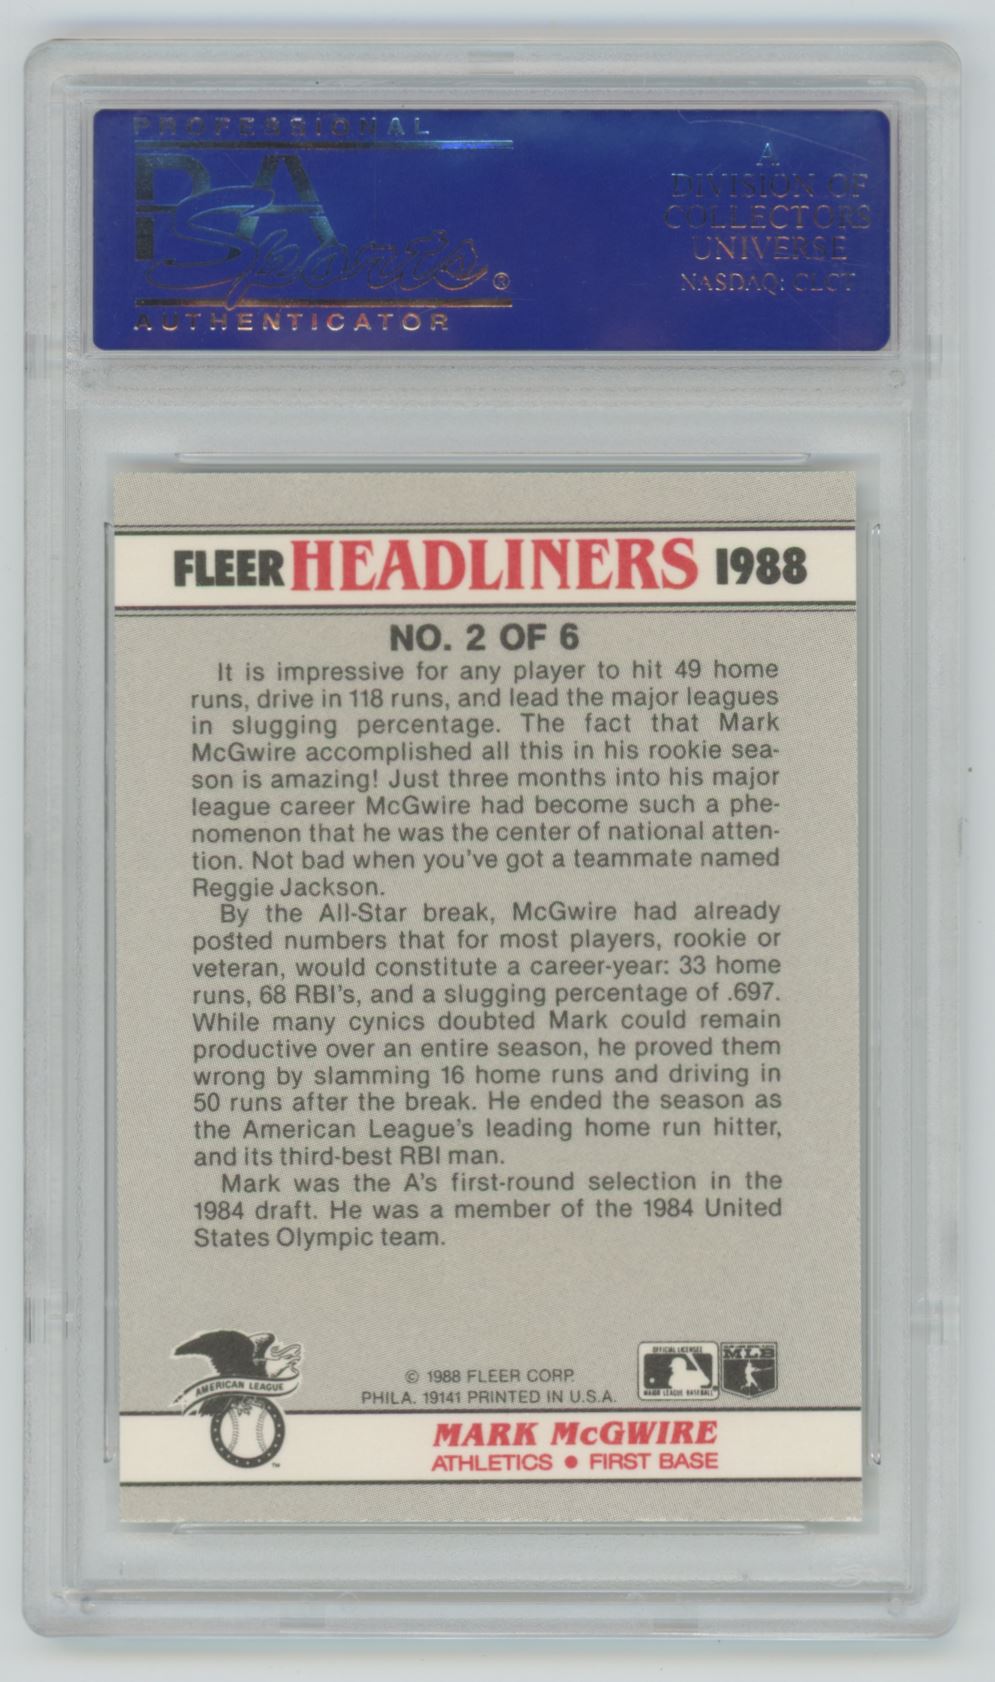 PROFESSIONAL
PSA
Sports®
AUTHENTICATOR
A
DIVISION OF
COLLECTORS
UNIVERSE
NASDAQ: CLCT
FLEER HEADLINERS 1988
NO. 2 OF 6
It is impressive for any player to hit 49 home
runs, drive in 118 runs, and lead the major leagues
in slugging percentage. The fact that Mark
McGwire accomplished all this in his rookie sea-
son is amazing! Just three months into his major
league career McGwire had become such a phe-
nomenon that he was the center of national atten-
tion. Not bad when you've got a teammate named
Reggie Jackson.
By the All-Star break, McGwire had already
posted numbers that for most players, rookie or
veteran, would constitute a career-year: 33 home
runs, 68 RBI's, and a slugging percentage of .697.
While many cynics doubted Mark could remain
productive over an entire season, he proved them
wrong by slamming 16 home runs and driving in
50 runs after the break. He ended the season as
the American League's leading home run hitter,
and its third-best RBI man.
Mark was the A's first-round selection in the
1984 draft. He was a member of the 1984 United
States Olympic team.
AMERICAN LEAGUE
TM
© 1988 FLEER CORP.
PHILA. 19141 PRINTED IN U.S.A.
OFFICIAL LICENSEE
MAJOR LEAGUE BASEBALL
MLB
MARK McGWIRE
ATHLETICS • FIRST BASE